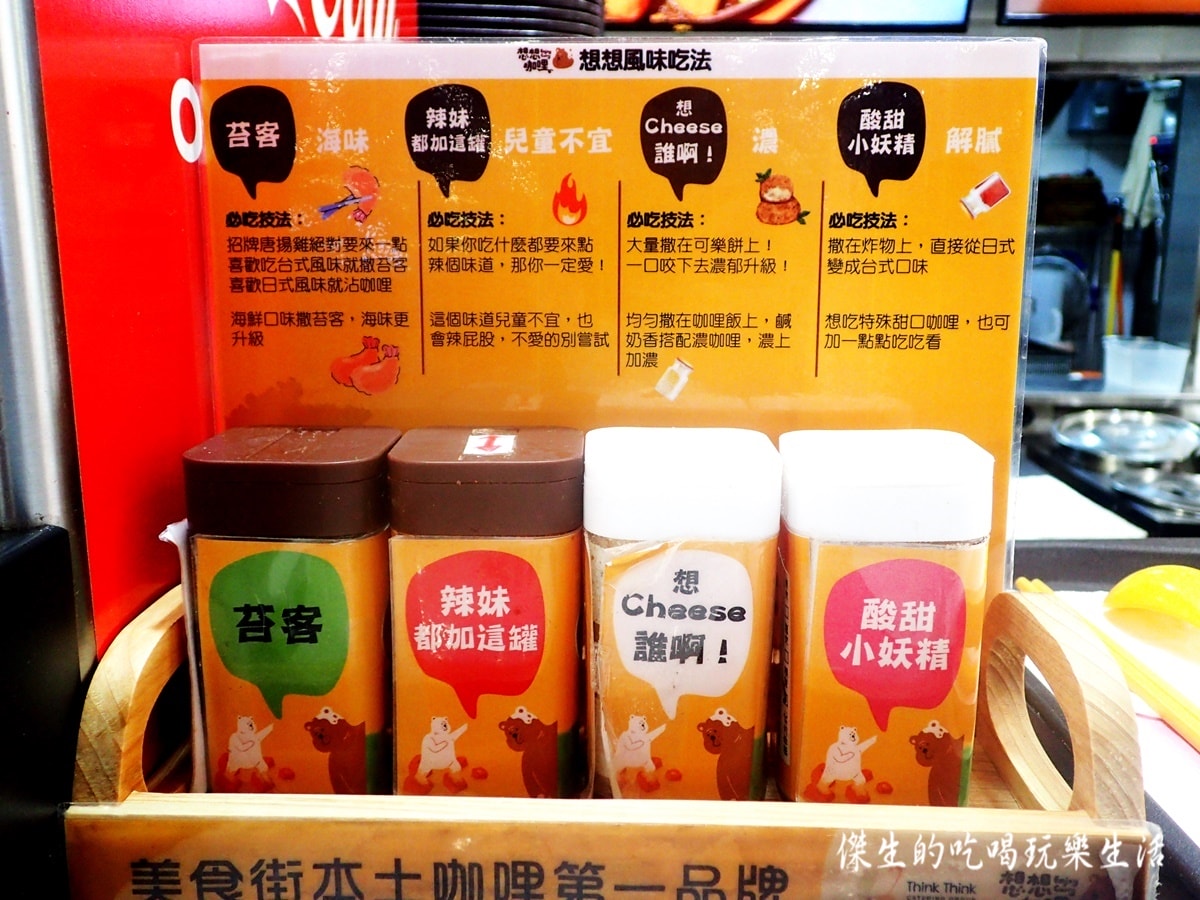 想想咖哩 想想風味吃法
苔客 海味
必吃技法：
招牌唐揚雞絕對要來一點
喜歡吃台式風味就撒苔客
喜歡日式風味就沾咖哩
海鮮口味撒苔客，海味更
升級
辣妹
都加這罐 兒童不宜
必吃技法：
如果你吃什麼都要來點
辣個味道，那你一定愛！
這個味道兒童不宜，也
會辣屁股，不愛的別嘗試
想
Cheese
誰啊！ 濃
必吃技法：
大量撒在可樂餅上！
一口咬下去濃郁升級！
均勻撒在咖哩飯上，鹹
奶香搭配濃咖哩，濃上
加濃
酸甜
小妖精 解膩
必吃技法：
撒在炸物上，直接從日式
變成台式口味
想吃特殊甜口咖哩，也可
加一點點吃吃看
苔客
辣妹
都加這罐
想
Cheese
誰啊！
酸甜
小妖精
美食街本土咖哩第一品牌
Think Think
想想
傑生的吃喝玩樂生活